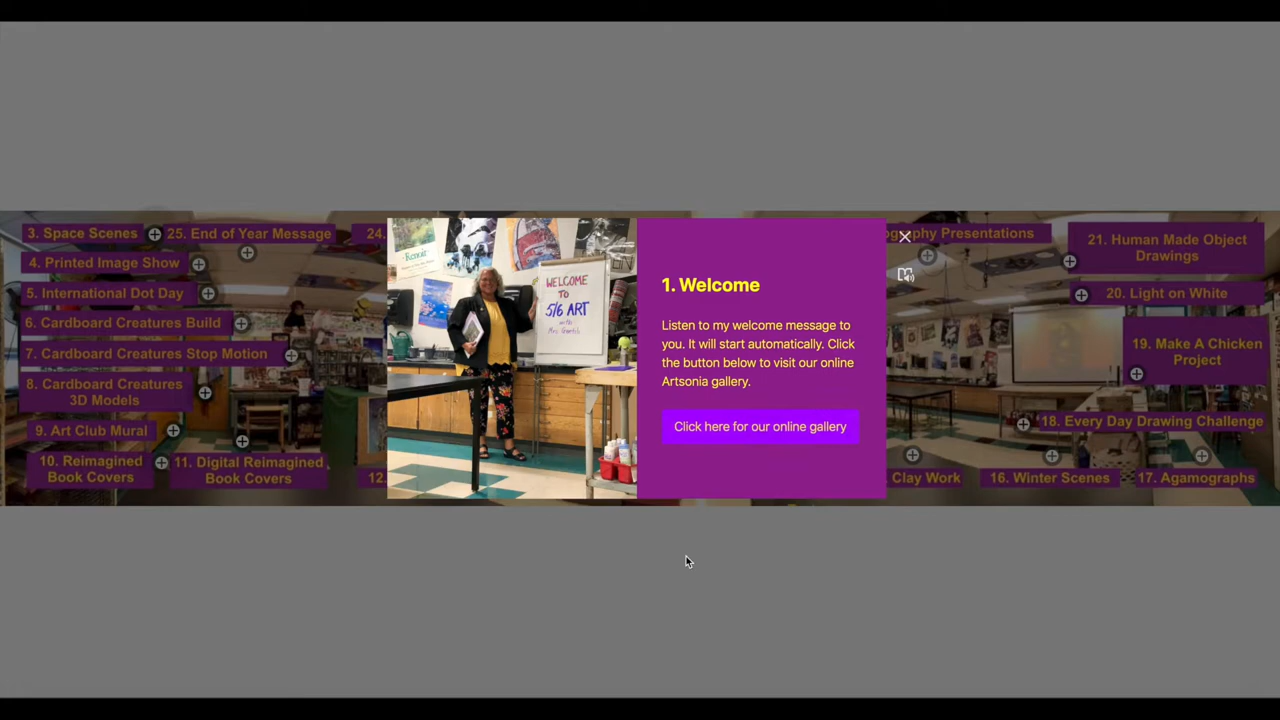 3. Space Scenes
25. End of Year Message
24.
4. Printed Image Show
5. International Dot Day
6. Cardboard Creatures Build
7. Cardboard Creatures Stop Motion
8. Cardboard Creatures
3D Models
9. Art Club Mural
10. Reimagined
Book Covers
11. Digital Reimagined
Book Covers
12.
Renoir
WELCOME
TO
5/6 ART
with
1. Welcome
Listen to my welcome message to
you. It will start automatically. Click
the button below to visit our online
Artsonia gallery.
Click here for our online gallery
ography Presentations
21. Human Made Object
Drawings
20. Light on White
19. Make A Chicken
Project
18. Every Day Drawing Challenge
Clay Work
16. Winter Scenes
17. Agamographs